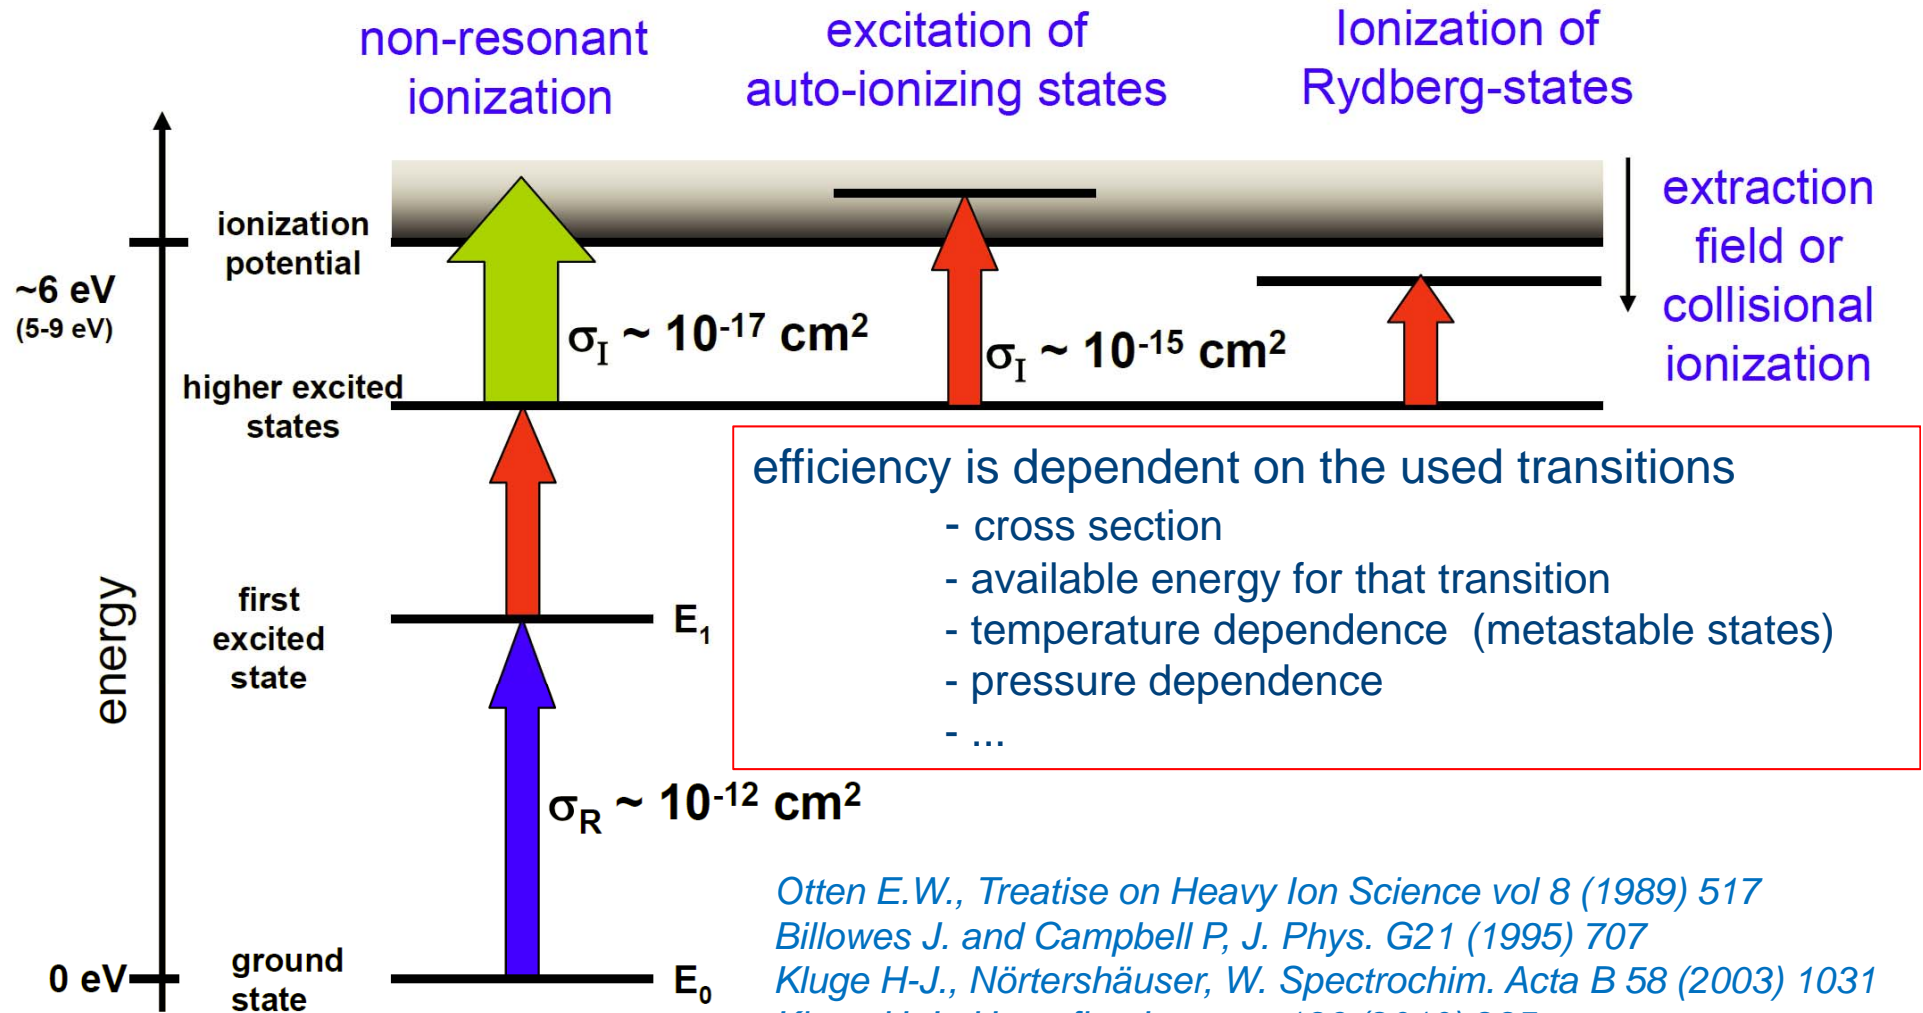 non-resonant
ionization
excitation of
auto-ionizing states
Ionization of
Rydberg-states
ionization
potential
~6 eV
(5-9 eV)
σI ~ 10-17 cm2
σI ~ 10-15 cm2
extraction
field or
collisional
ionization
higher excited
states
efficiency is dependent on the used transitions
- cross section
- available energy for that transition
- temperature dependence (metastable states)
- pressure dependence
- ...
energy
first
excited
state
E1
σR ~ 10-12 cm2
0 eV
ground
state
E0
Otten E.W., Treatise on Heavy Ion Science vol 8 (1989) 517
Billowes J. and Campbell P, J. Phys. G21 (1995) 707
Kluge H-J., Nörtershäuser, W. Spectrochim. Acta B 58 (2003) 1031